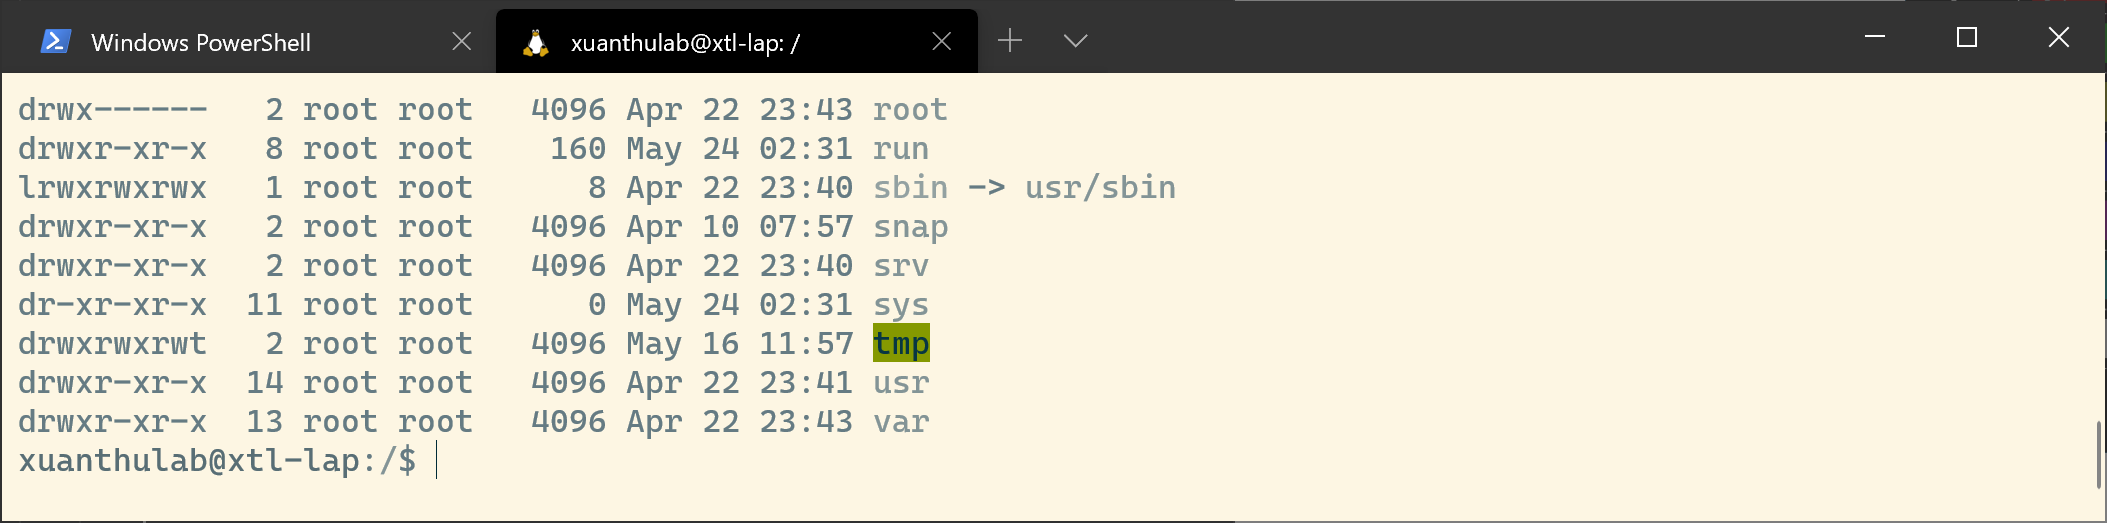 Windows PowerShell
xuanthulab@xtl-lap: /
drwx------   2 root root   4096 Apr 22 23:43 root
drwxr-xr-x   8 root root    160 May 24 02:31 run
lrwxrwxrwx   1 root root      8 Apr 22 23:40 sbin -> usr/sbin
drwxr-xr-x   2 root root   4096 Apr 10 07:57 snap
drwxr-xr-x   2 root root   4096 Apr 22 23:40 srv
dr-xr-xr-x  11 root root      0 May 24 02:31 sys
drwxrwxrwt   2 root root   4096 May 16 11:57 tmp
drwxr-xr-x  14 root root   4096 Apr 22 23:41 usr
drwxr-xr-x  13 root root   4096 Apr 22 23:43 var
xuanthulab@xtl-lap:/$